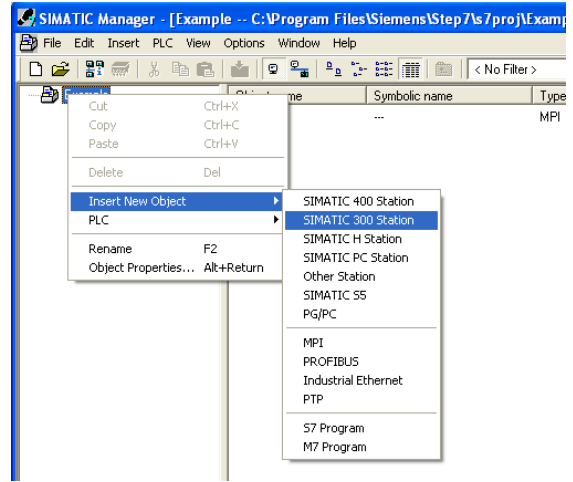 SIMATIC Manager - [Example -- C:\Program Files\Siemens\Step7\s7proj\Examp
File Edit Insert PLC View Options Window Help
< No Filter >
Symbolic name Type
--- MPI
Cut Ctrl+X
Copy Ctrl+C
Paste Ctrl+V
Delete Del
Insert New Object
PLC
Rename F2
Object Properties... Alt+Return
SIMATIC 400 Station
SIMATIC 300 Station
SIMATIC H Station
SIMATIC PC Station
Other Station
SIMATIC S5
PG/PC
MPI
PROFIBUS
Industrial Ethernet
PTP
S7 Program
M7 Program